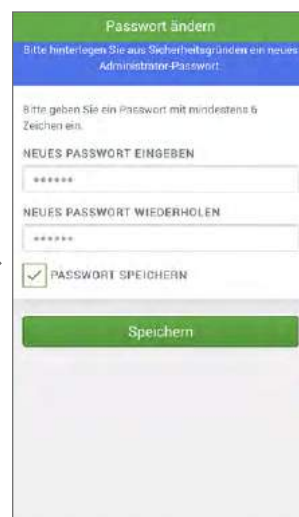 Passwort ändern
Bitte hinterlegen Sie aus Sicherheitsgründen ein neues
Administrator-Passwort
Bitte geben Sie ein Passwort mit mindestens 6
Zeichen ein.
NEUES PASSWORT EINGEBEN
******
NEUES PASSWORT WIEDERHOLEN
******
PASSWORT SPEICHERN
Speichern